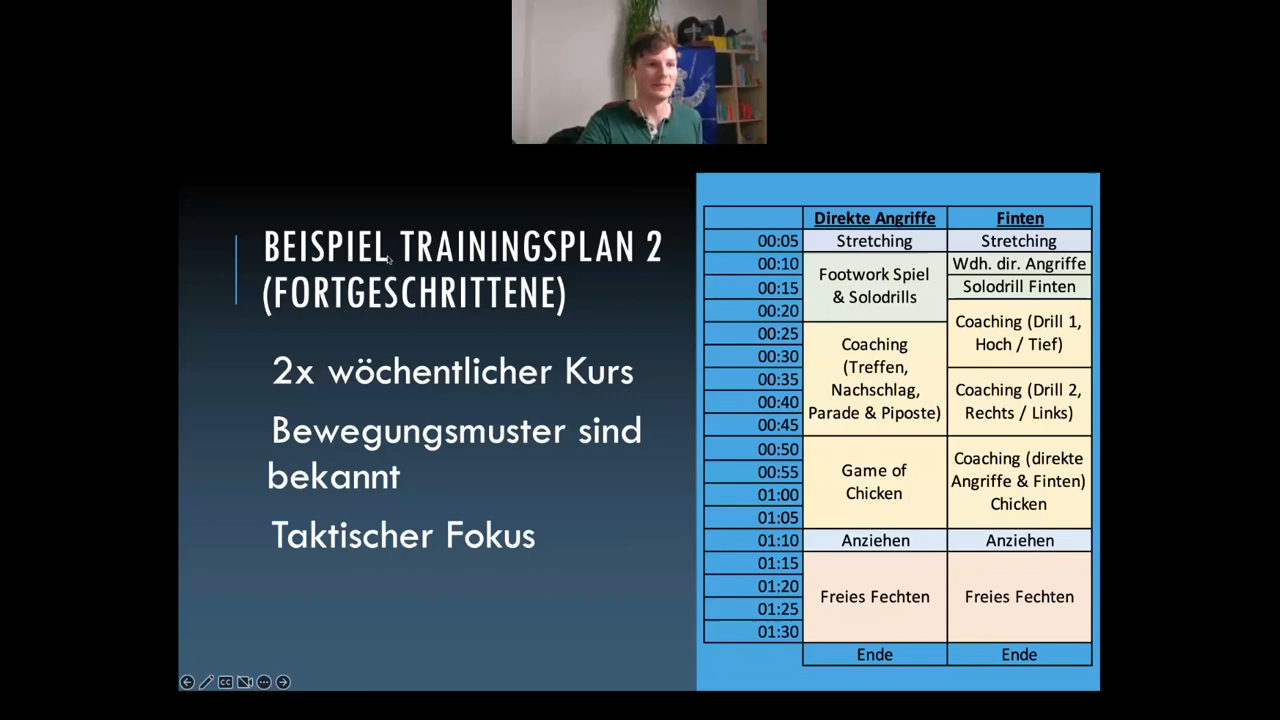 BEISPIEL TRAININGSPLAN 2
(FORTGESCHRITTENE)
2x wöchentlicher Kurs
Bewegungsmuster sind
bekannt
Taktischer Fokus
Direkte Angriffe Finten
00:05 Stretching Stretching
00:10 Wdh. dir. Angriffe
Footwork Spiel
00:15 Solodrill Finten
& Solodrills
00:20
Coaching (Drill 1,
00:25
Coaching Hoch / Tief)
00:30
(Treffen,
00:35
Nachschlag, Coaching (Drill 2,
00:40
Parade & Piposte) Rechts / Links)
00:45
00:50
Coaching (direkte
00:55
Game of Angriffe & Finten)
01:00
Chicken Chicken
01:05
01:10 Anziehen Anziehen
01:15
01:20
Freies Fechten Freies Fechten
01:25
01:30
Ende Ende
CC